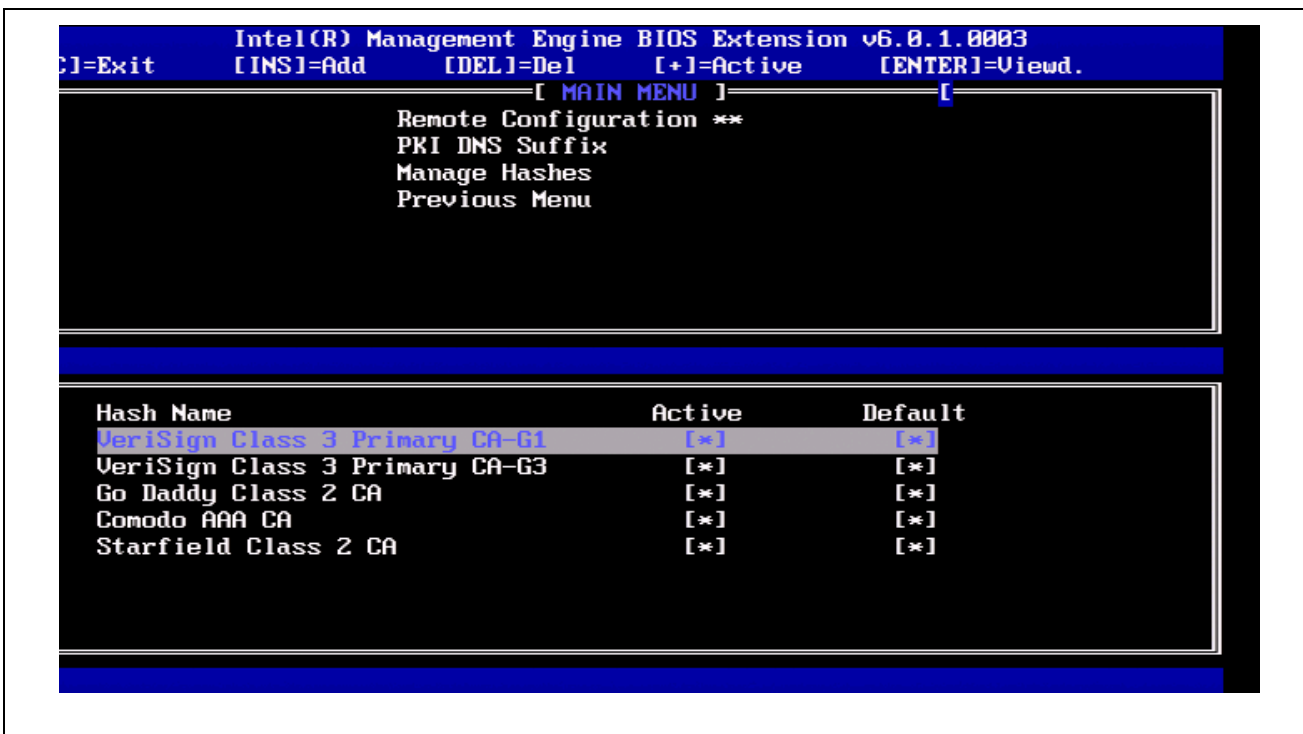 Intel(R) Management Engine BIOS Extension v6.0.1.0003
C]=Exit [INS]=Add [DEL]=Del [+]=Active [ENTER]=Viewd.
[ MAIN MENU ] [
Remote Configuration **
PKI DNS Suffix
Manage Hashes
Previous Menu
Hash Name Active Default
VeriSign Class 3 Primary CA-G1 [*] [*]
VeriSign Class 3 Primary CA-G3 [*] [*]
Go Daddy Class 2 CA [*] [*]
Comodo AAA CA [*] [*]
Starfield Class 2 CA [*] [*]